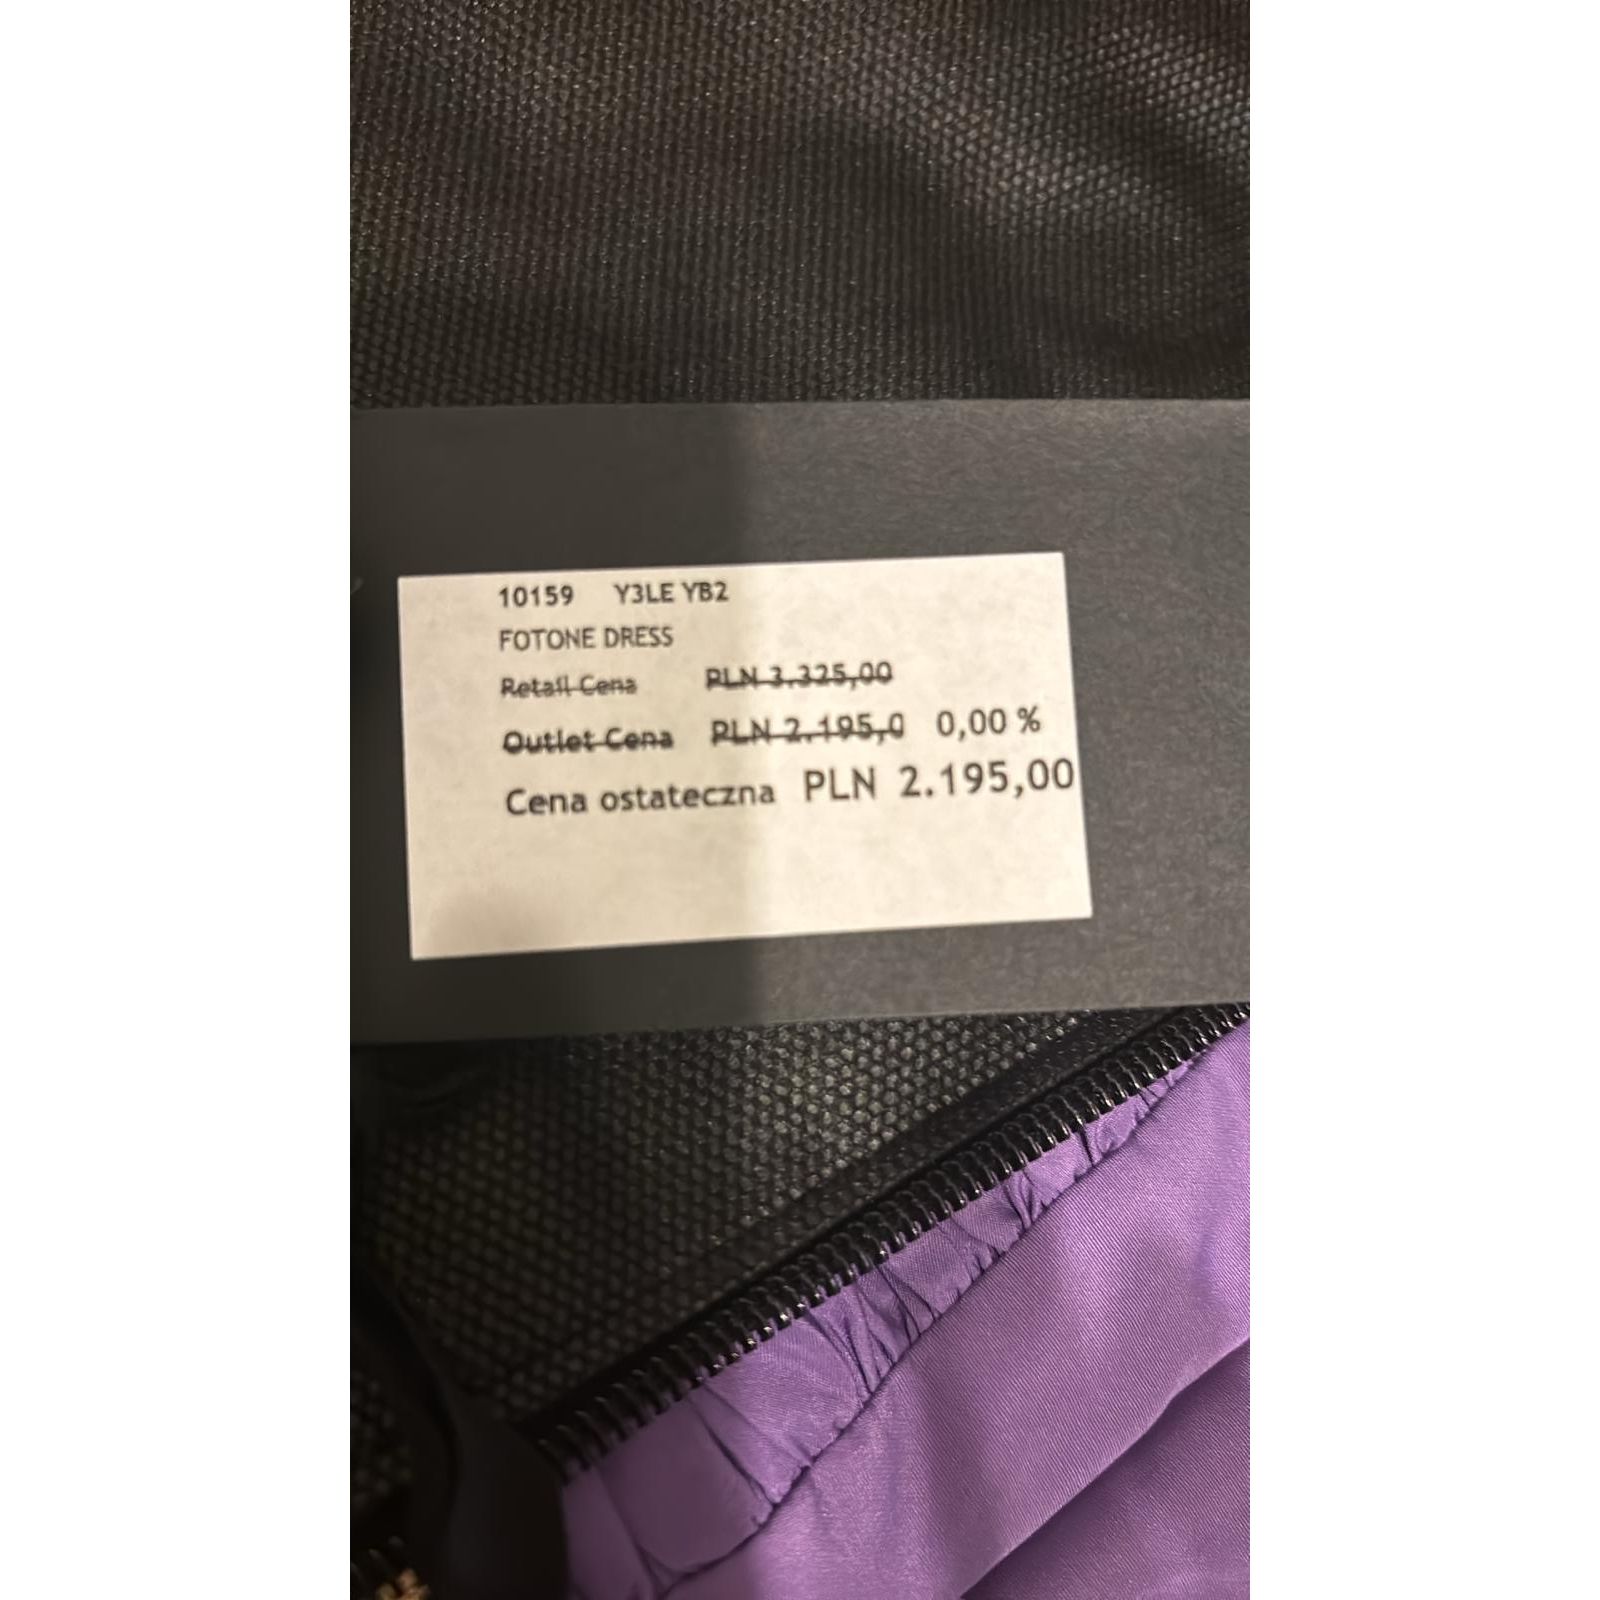 10159 Y3LE YB2
FOTONE DRESS
Retail Cena PLN 3.325,00
Outlet Cena PLN 2.195,0 0,00 %
Cena ostateczna PLN 2.195,00